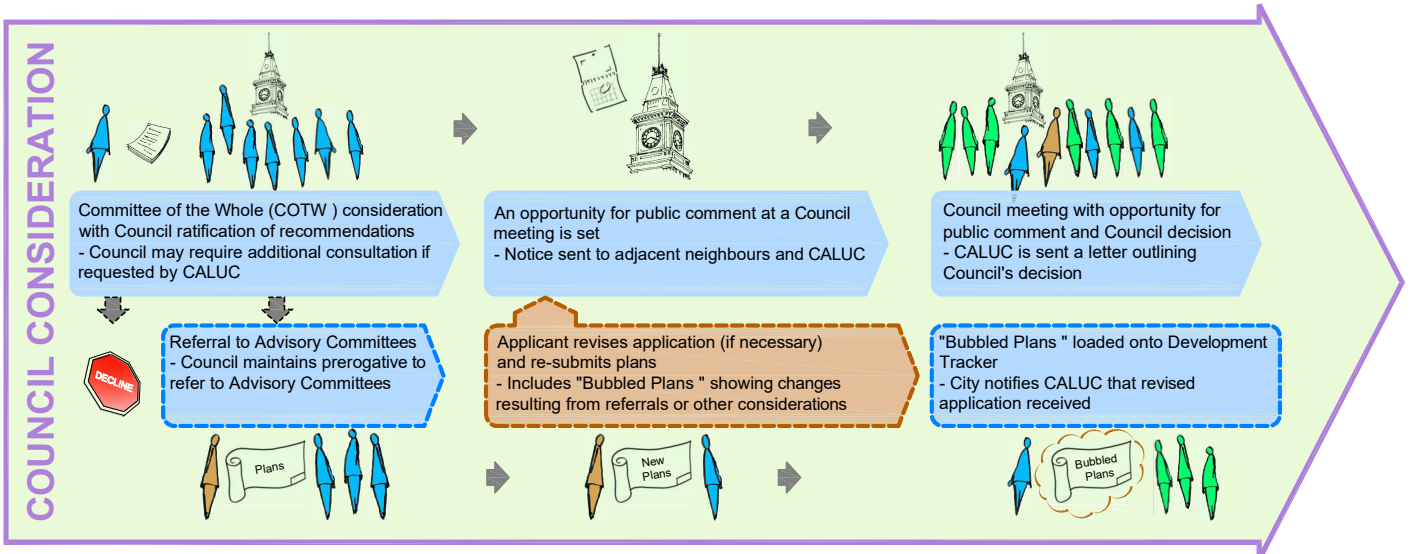 COUNCIL CONSIDERATION
Committee of the Whole (COTW ) consideration
with Council ratification of recommendations
- Council may require additional consultation if
requested by CALUC
An opportunity for public comment at a Council
meeting is set
- Notice sent to adjacent neighbours and CALUC
Council meeting with opportunity for
public comment and Council decision
- CALUC is sent a letter outlining
Council's decision
DECLINE
Referral to Advisory Committees
- Council maintains prerogative to
refer to Advisory Committees
Applicant revises application (if necessary)
and re-submits plans
- Includes "Bubbled Plans " showing changes
resulting from referrals or other considerations
"Bubbled Plans " loaded onto Development
Tracker
- City notifies CALUC that revised
application received
Plans
New
Plans
Bubbled
Plans